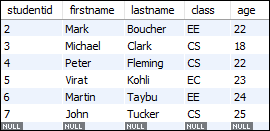 studentid firstname lastname class age
2 Mark Boucher EE 22
3 Michael Clark CS 18
4 Peter Fleming CS 22
5 Virat Kohli EC 23
6 Martin Taybu EE 24
7 John Tucker CS 25
NULL NULL NULL NULL NULL